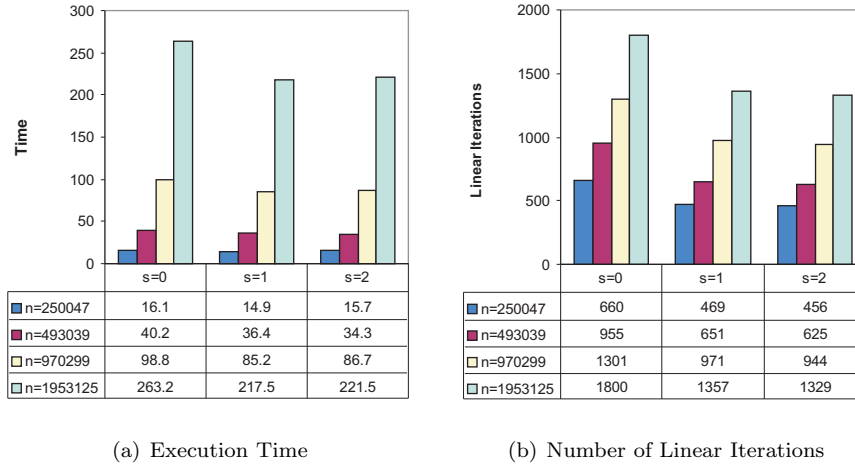 300
250
200
150
100
50
0
Time
s=0 s=1 s=2
n=250047 16.1 14.9 15.7
n=493039 40.2 36.4 34.3
n=970299 98.8 85.2 86.7
n=1953125 263.2 217.5 221.5
(a) Execution Time
2000
1500
1000
500
0
Linear Iterations
s=0 s=1 s=2
n=250047 660 469 456
n=493039 955 651 625
n=970299 1301 971 944
n=1953125 1800 1357 1329
(b) Number of Linear Iterations